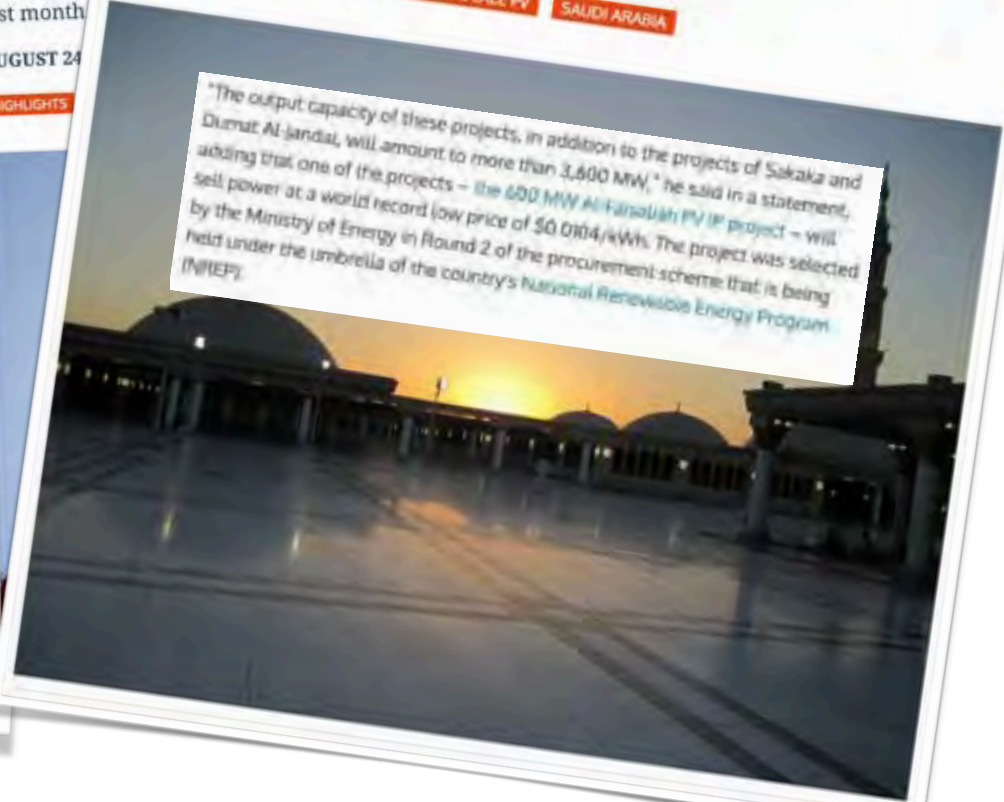 st month
UGUST 24
IGHLIGHTS
PV
SAUDI ARABIA
"The output capacity of these projects, in addition to the projects of Sakaka and
Dumat Al-Jandal, will amount to more than 3,600 MW," he said in a statement,
adding that one of the projects – the 600 MW Al-Faisaliah PV IP project – will
sell power at a world record low price of $0.0104/kWh. The project was selected
by the Ministry of Energy in Round 2 of the procurement scheme that is being
held under the umbrella of the country's National Renewable Energy Program
(NREP).